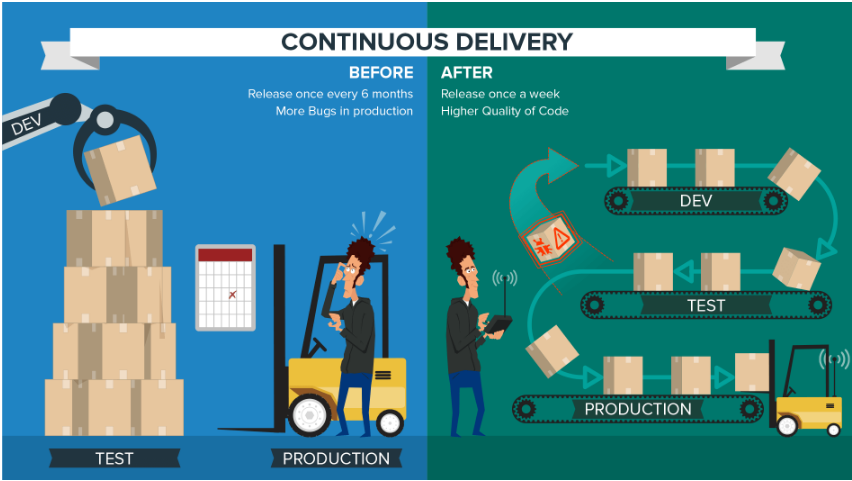 CONTINUOUS DELIVERY
BEFORE
Release once every 6 months
More Bugs in production
DEV
TEST
PRODUCTION
AFTER
Release once a week
Higher Quality of Code
DEV
TEST
PRODUCTION